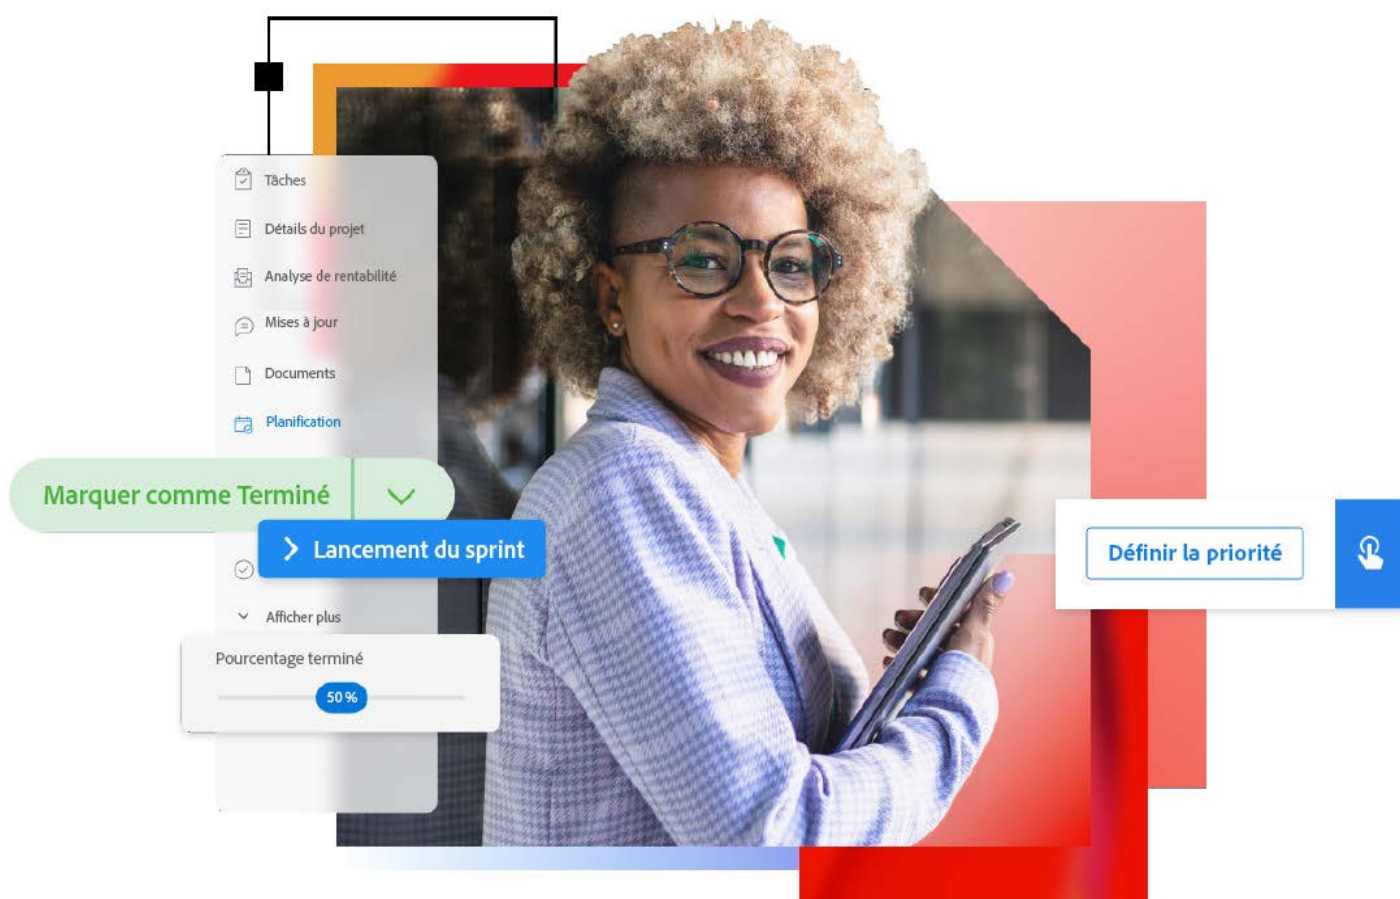 Tâches
Détails du projet
Analyse de rentabilité
Mises à jour
Documents
Planification
Marquer comme Terminé
Lancement du sprint
Définir la priorité
Afficher plus
Pourcentage terminé
50 %